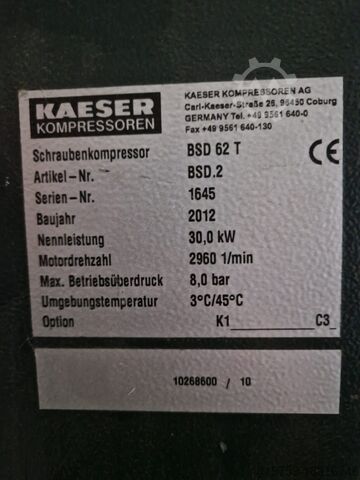 KAESER
KOMPRESSOREN
KAESER KOMPRESSOREN AG
Carl-Kaeser-Straße 26, 96450 Coburg
GERMANY Tel. +49 9561 640-0
Fax +49 9561 640-130
Schraubenkompressor BSD 62 T
CE
Artikel-Nr. BSD.2
Serien-Nr. 1645
Baujahr 2012
Nennleistung 30,0 kW
Motordrehzahl 2960 1/min
Max. Betriebsüberdruck 8,0 bar
Umgebungstemperatur 3°C/45°C
Option K1__________C3_
10268600 / 10